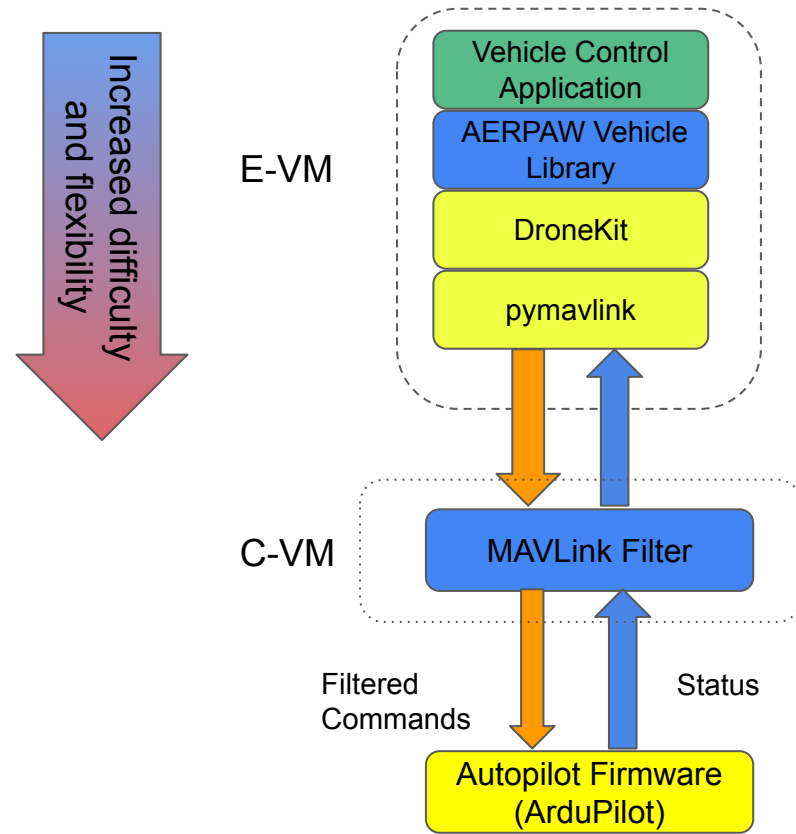 Increased difficulty
and flexibility
E-VM
Vehicle Control
Application
AERPAW Vehicle
Library
DroneKit
pymavlink
C-VM
MAVLink Filter
Filtered
Commands
Status
Autopilot Firmware
(ArduPilot)